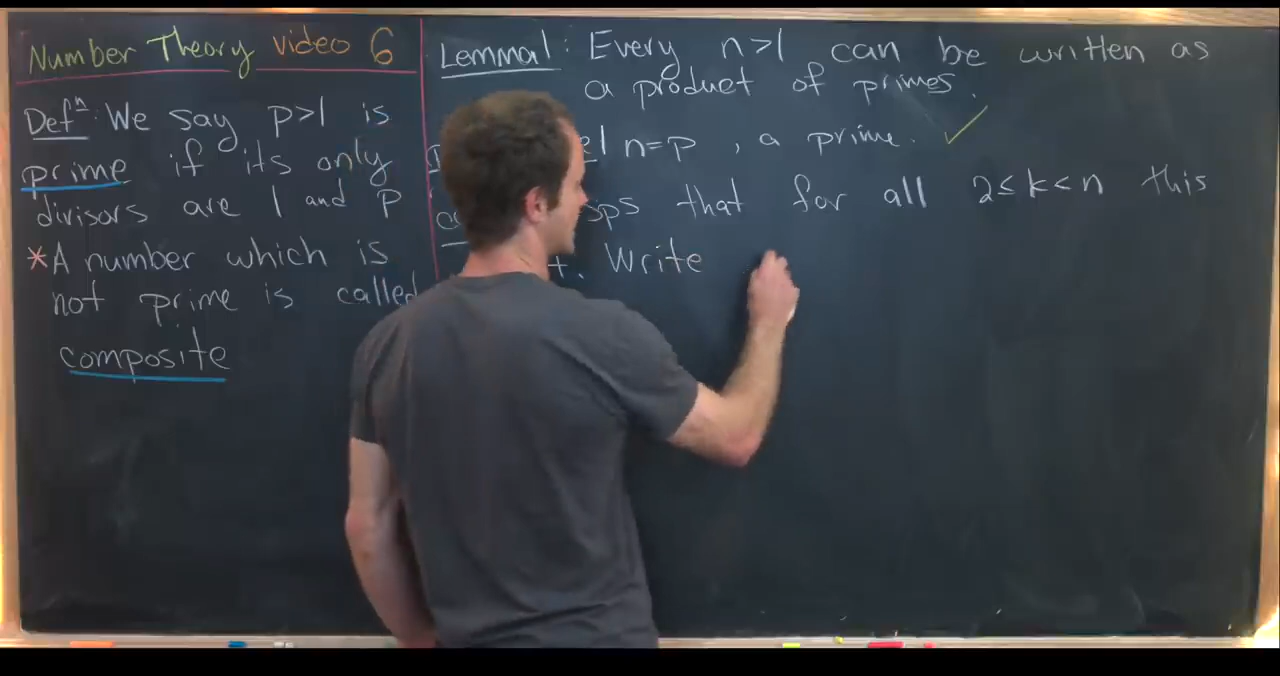 Number Theory video 6
Defⁿ: We say p>1 is
prime if its only
divisors are 1 and p
*A number which is
not prime is called
composite
Lemma1: Every n>1 can be written as
a product of primes.
n=p, a prime. ✓
that for all 2≤k<n this
Write